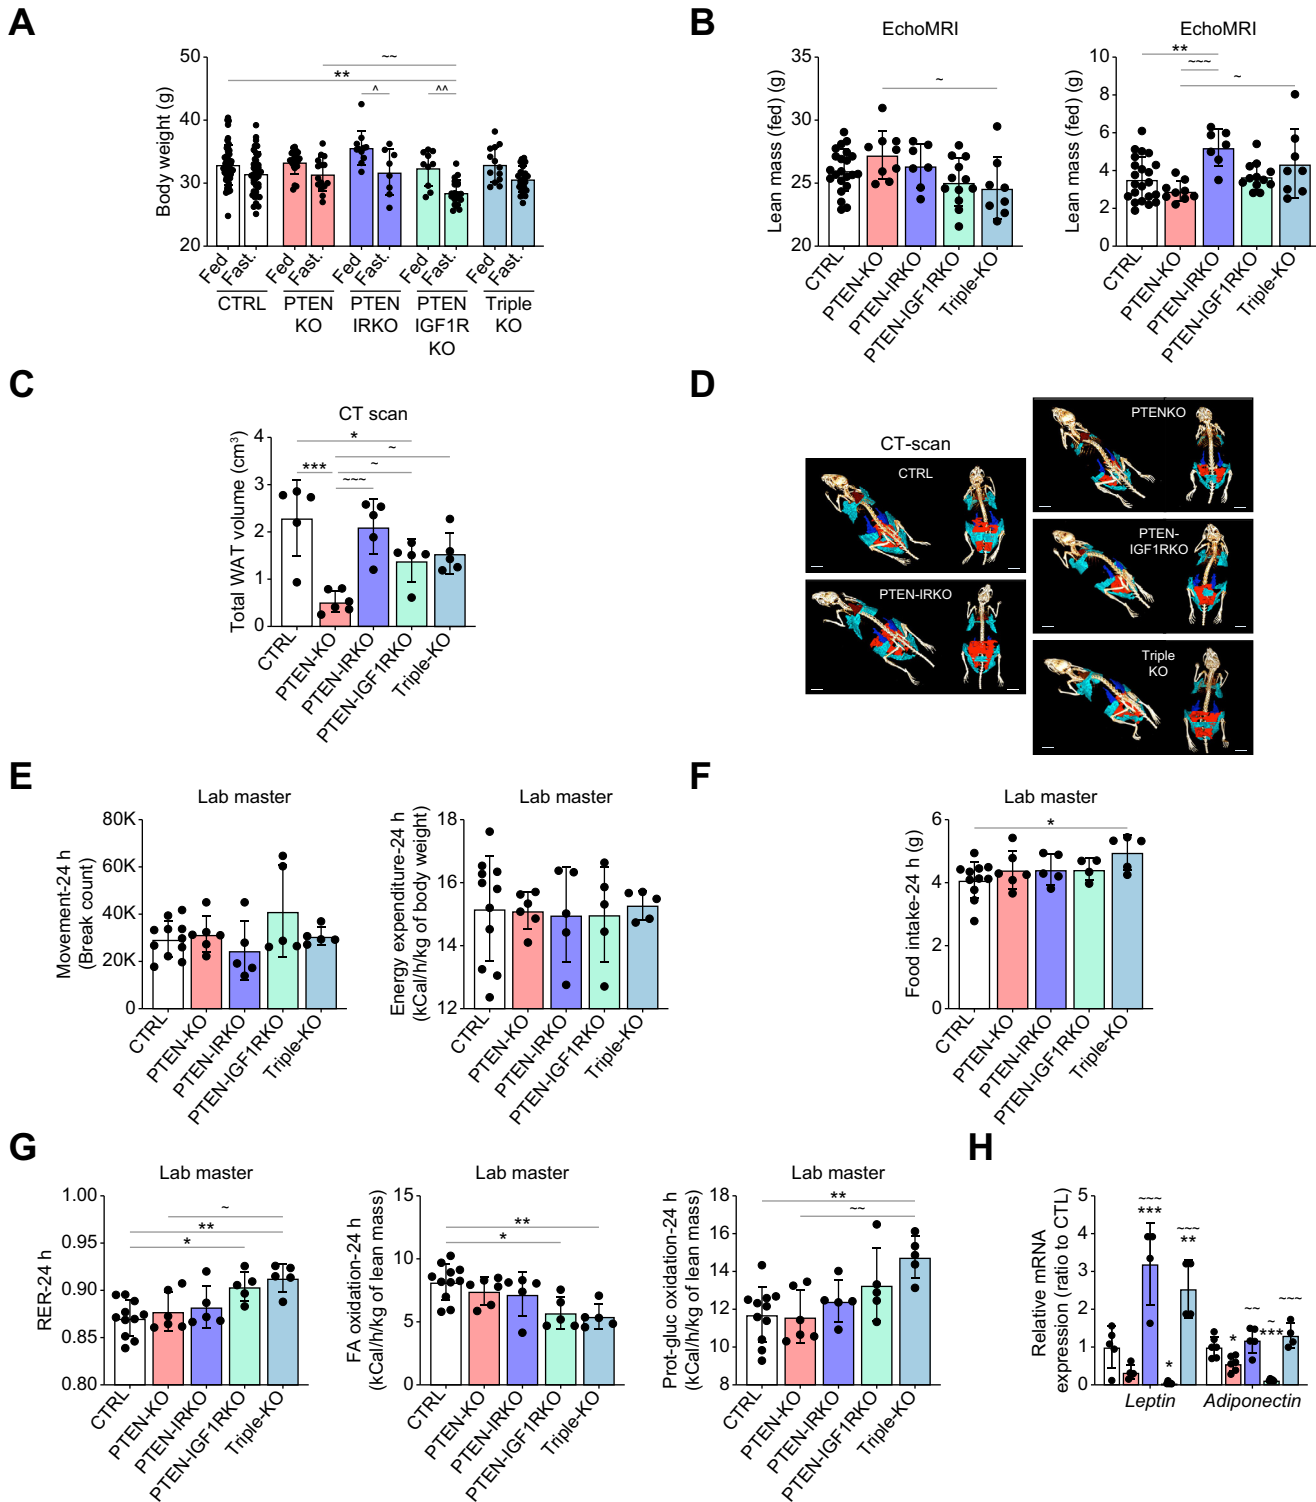 A
Body weight (g)
50
40
30
20
~~
**
^
^^
Fed
Fast.
Fed
Fast.
Fed
Fast.
Fed
Fast.
Fed
Fast.
CTRL
PTEN
KO
PTEN
IRKO
PTEN
IGF1R
KO
Triple
KO
B
EchoMRI
Lean mass (fed) (g)
35
30
25
20
~
CTRL
PTEN-KO
PTEN-IRKO
PTEN-IGF1RKO
Triple-KO
EchoMRI
Lean mass (fed) (g)
10
8
6
4
2
0
**
~~~
~
CTRL
PTEN-KO
PTEN-IRKO
PTEN-IGF1RKO
Triple-KO
C
CT scan
Total WAT volume (cm³)
4
3
2
1
0
*
~
***
~
~~~
CTRL
PTEN-KO
PTEN-IRKO
PTEN-IGF1RKO
Triple-KO
D
CT-scan
CTRL
PTEN-IRKO
PTENKO
PTEN-
IGF1RKO
Triple
KO
E
Lab master
Movement-24 h
(Break count)
80K
60K
40K
20K
0
CTRL
PTEN-KO
PTEN-IRKO
PTEN-IGF1RKO
Triple-KO
Lab master
Energy expenditure-24 h
(kCal/h/kg of body weight)
18
16
14
12
CTRL
PTEN-KO
PTEN-IRKO
PTEN-IGF1RKO
Triple-KO
F
Lab master
Food intake-24 h (g)
6
4
2
0
*
CTRL
PTEN-KO
PTEN-IRKO
PTEN-IGF1RKO
Triple-KO
G
Lab master
RER-24 h
1.00
0.95
0.90
0.85
0.80
~
**
*
CTRL
PTEN-KO
PTEN-IRKO
PTEN-IGF1RKO
Triple-KO
Lab master
FA oxidation-24 h
(kCal/h/kg of lean mass)
15
10
5
0
**
*
CTRL
PTEN-KO
PTEN-IRKO
PTEN-IGF1RKO
Triple-KO
Lab master
Prot-gluc oxidation-24 h
(kCal/h/kg of lean mass)
18
16
14
12
10
8
**
~~
CTRL
PTEN-KO
PTEN-IRKO
PTEN-IGF1RKO
Triple-KO
H
Relative mRNA
expression (ratio to CTL)
5
4
3
2
1
0
~~~
***
*
~~~
**
*
~~
~
***
~~~
Leptin
Adiponectin